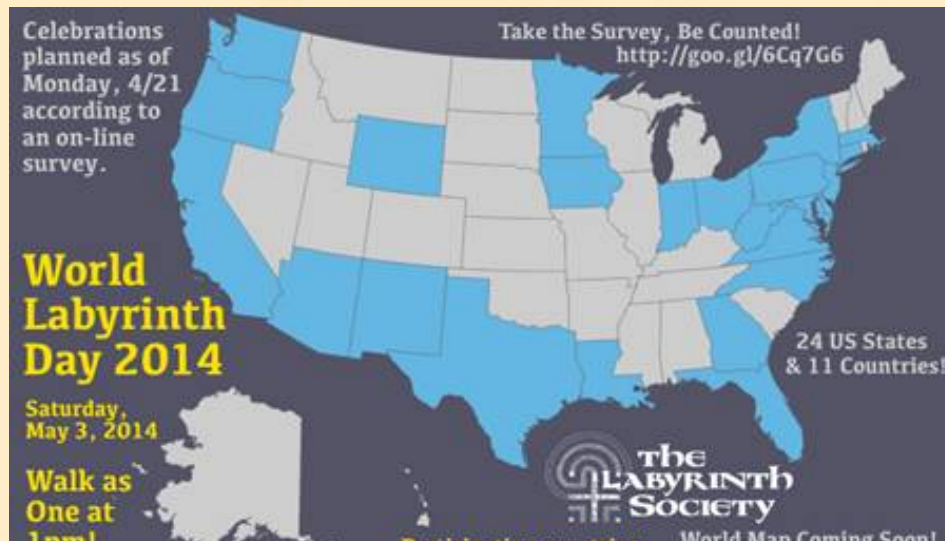 Celebrations
planned as of
Monday, 4/21
according to
an on-line
survey.
Take the Survey, Be Counted!
http://goo.gl/6Cq7G6
World
Labyrinth
Day 2014
Saturday,
May 3, 2014
Walk as
One at
1pm!
24 US States
& 11 Countries!
the
Labyrinth
Society
World Map Coming Soon!